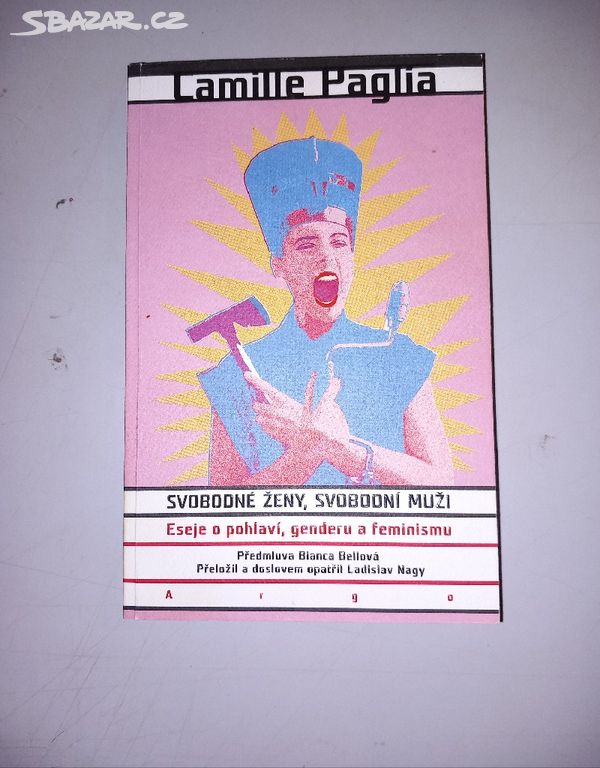 SBAZAR.CZ
Camille Paglia
SVOBODNÉ ŽENY, SVOBODNÍ MUŽI
Eseje o pohlaví, genderu a feminismu
Předmluva Bianca Bellová
Přeložil a doslovem opatřil Ladislav Nagy
Argo